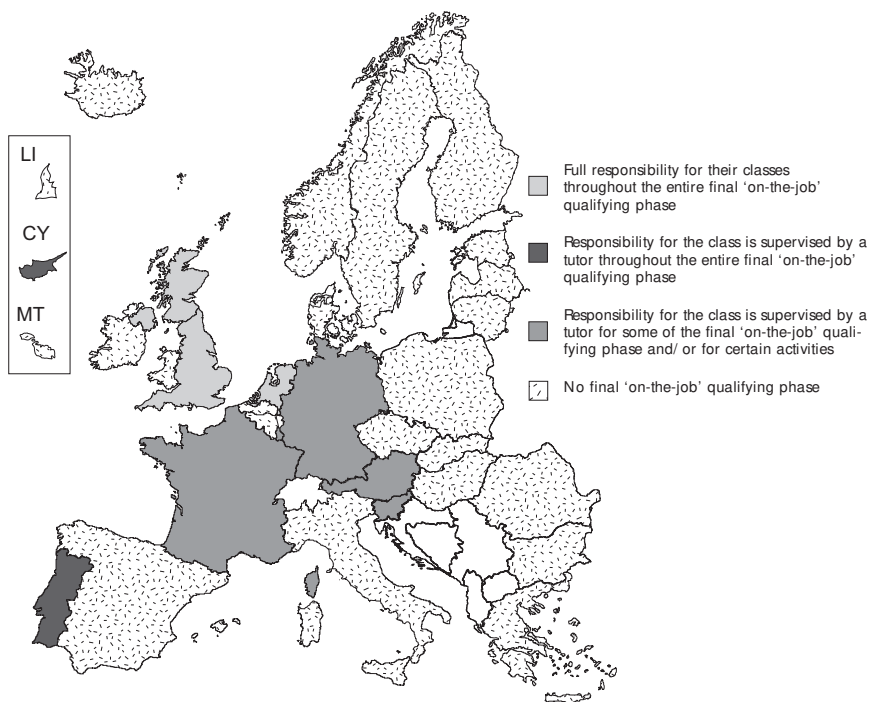 LI
CY
MT
Full responsibility for their classes
throughout the entire final ‘on-the-job’
qualifying phase
Responsibility for the class is supervised by a
tutor throughout the entire final ‘on-the-job’
qualifying phase
Responsibility for the class is supervised by a
tutor for some of the final ‘on-the-job’ quali-
fying phase and/ or for certain activities
No final ‘on-the-job’ qualifying phase